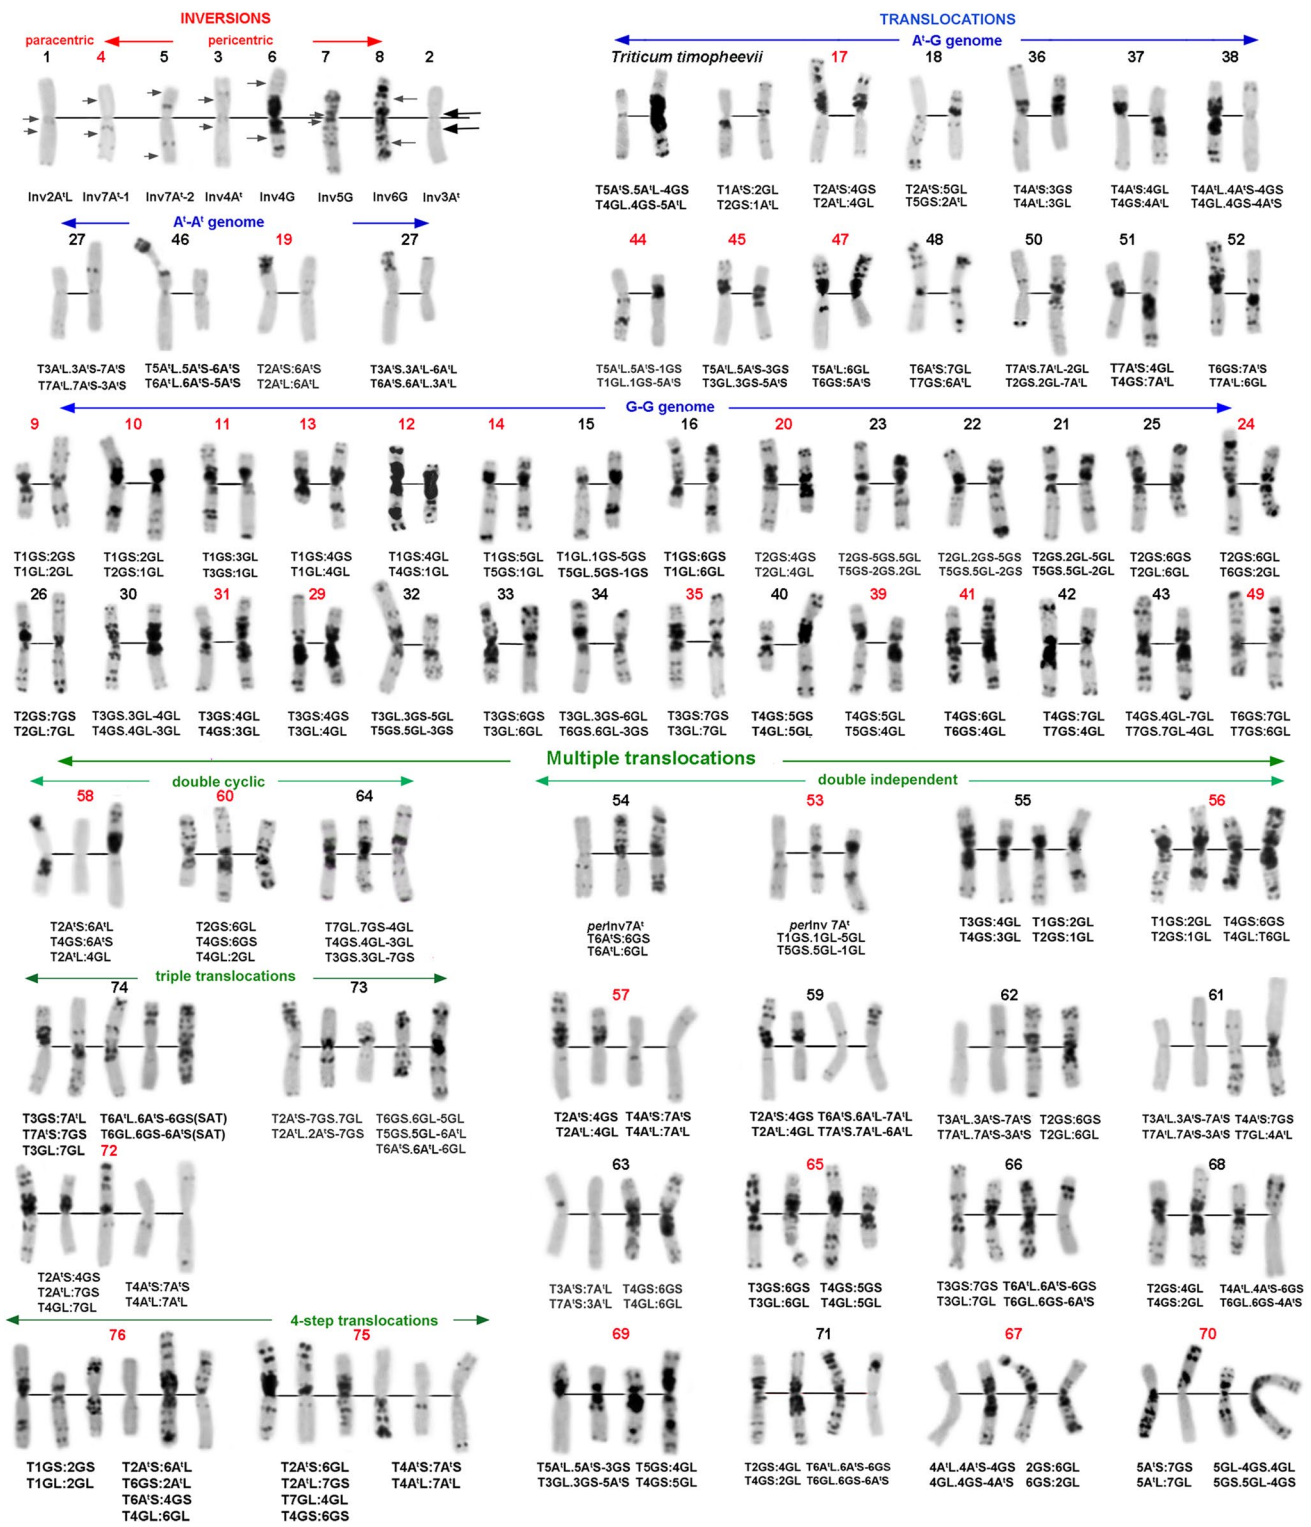 INVERSIONS
paracentric pericentric
1 4 5 3 6 7 8 2
Inv2AᵗL Inv7Aᵗ-1 Inv7Aᵗ-2 Inv4Aᵗ Inv4G Inv5G Inv6G Inv3Aᵗ
TRANSLOCATIONS
Aᵗ-G genome
Triticum timopheevii 17 18 36 37 38
T5AᵗS.5AᵗL-4GS T1AᵗS:2GL T2AᵗS:4GS T2AᵗS:5GL T4AᵗS:3GS T4AᵗS:4GL T4AᵗL.4AᵗS-4GS
T4GL.4GS-5AᵗL T2GS:1AᵗL T2AᵗL:4GL T5GS:2AᵗL T4AᵗL:3GL T4GS:4AᵗL T4GL.4GS-4AᵗS
Aᵗ-Aᵗ genome
27 46 19 27
T3AᵗL.3AᵗS-7AᵗS T5AᵗL.5AᵗS-6AᵗS T2AᵗS:6AᵗS T3AᵗS.3AᵗL-6AᵗL
T7AᵗL.7AᵗS-3AᵗS T6AᵗL.6AᵗS-5AᵗS T2AᵗL:6AᵗL T6AᵗS.6AᵗL.3AᵗL
44 45 47 48 50 51 52
T5AᵗL.5AᵗS-1GS T5AᵗL.5AᵗS-3GS T5AᵗL:6GL T6AᵗS:7GL T7AᵗS.7AᵗL-2GL T7AᵗS:4GL T6GS:7AᵗS
T1GL.1GS-5AᵗS T3GL.3GS-5AᵗS T6GS:5AᵗS T7GS:6AᵗL T2GS.2GL-7AᵗL T4GS:7AᵗL T7AᵗL:6GL
G-G genome
9 10 11 13 12 14 15 16 20 23 22 21 25 24
T1GS:2GS T1GS:2GL T1GS:3GL T1GS:4GS T1GS:4GL T1GS:5GL T1GL.1GS-5GS T1GS:6GS T2GS:4GS T2GS-5GS.5GL T2GL.2GS-5GS T2GS.2GL-5GL T2GS:6GS T2GS:6GL
T1GL:2GL T2GS:1GL T3GS:1GL T1GL:4GL T4GS:1GL T5GS:1GL T5GL.5GS-1GS T1GL:6GL T2GL:4GL T5GS-2GS.2GL T5GS.5GL-2GS T5GS.5GL-2GL T2GL:6GL T6GS:2GL
26 30 31 29 32 33 34 35 40 39 41 42 43 49
T2GS:7GS T3GS.3GL-4GL T3GS:4GL T3GS:4GS T3GL.3GS-5GL T3GS:6GS T3GL.3GS-6GL T3GS:7GS T4GS:5GS T4GS:5GL T4GS:6GL T4GS:7GL T4GS.4GL-7GL T6GS:7GL
T2GL:7GL T4GS.4GL-3GL T4GS:3GL T3GL:4GL T5GS.5GL-3GS T3GL:6GL T6GS.6GL-3GS T3GL:7GL T4GL:5GL T5GS:4GL T6GS:4GL T7GS:4GL T7GS.7GL-4GL T7GS:6GL
Multiple translocations
double cyclic
58 60 64
T2AᵗS:6AᵗL T2GS:6GL T7GL.7GS-4GL
T4GS:6AᵗS T4GS:6GS T4GS.4GL-3GL
T2AᵗL:4GL T4GL:2GL T3GS.3GL-7GS
double independent
54 53 55 56
perInv7Aᵗ perInv 7Aᵗ T3GS:4GL T1GS:2GL T1GS:2GL T4GS:6GS
T6AᵗS:6GS T1GS.1GL-5GL T4GS:3GL T2GS:1GL T2GS:1GL T4GL:T6GL
T6AᵗL:6GL T5GS.5GL-1GL
triple translocations
74 73
T3GS:7AᵗL T6AᵗL.6AᵗS-6GS(SAT) T2AᵗS-7GS.7GL T6GS.6GL-5GL
T7AᵗS:7GS T6GL.6GS-6AᵗS(SAT) T2AᵗL.2AᵗS-7GS T5GS.5GL-6AᵗL
T3GL:7GL T6AᵗS.6AᵗL-6GL
57 59 62 61
T2AᵗS:4GS T4AᵗS:7AᵗS T2AᵗS:4GS T6AᵗS.6AᵗL-7AᵗL T3AᵗL.3AᵗS-7AᵗS T2GS:6GS T3AᵗL.3AᵗS-7AᵗS T4AᵗS:7GS
T2AᵗL:4GL T4AᵗL:7AᵗL T2AᵗL:4GL T7AᵗS.7AᵗL-6AᵗL T7AᵗL.7AᵗS-3AᵗS T2GL:6GL T7AᵗL.7AᵗS-3AᵗS T7GL:4AᵗL
72
T2AᵗS:4GS T4AᵗS:7AᵗS
T2AᵗL:7GS T4AᵗL:7AᵗL
T4GL:7GL
63 65 66 68
T3AᵗS:7AᵗL T4GS:6GS T3GS:6GS T4GS:5GS T3GS:7GS T6AᵗL.6AᵗS-6GS T2GS:4GL T4AᵗL.4AᵗS-6GS
T7AᵗS:3AᵗL T4GL:6GL T3GL:6GL T4GL:5GL T3GL:7GL T6GL.6GS-6AᵗS T4GS:2GL T6GL.6GS-4AᵗS
4-step translocations
76 75
T1GS:2GS T2AᵗS:6AᵗL T2AᵗS:6GL T4AᵗS:7AᵗS
T1GL:2GL T6GS:2AᵗL T2AᵗL:7GS T4AᵗL:7AᵗL
T6AᵗS:4GS T7GL:4GL
T4GL:6GL T4GS:6GS
69 71 67 70
T5AᵗL.5AᵗS-3GS T5GS:4GL T2GS:4GL T6AᵗL.6AᵗS-6GS 4AᵗL.4AᵗS-4GS 2GS:6GL 5AᵗS:7GS 5GL-4GS.4GL
T3GL.3GS-5AᵗS T4GS:5GL T4GS:2GL T6GL.6GS-6AᵗS 4GL.4GS-4AᵗS 6GS:2GL 5AᵗL:7GL 5GS.5GL-4GS